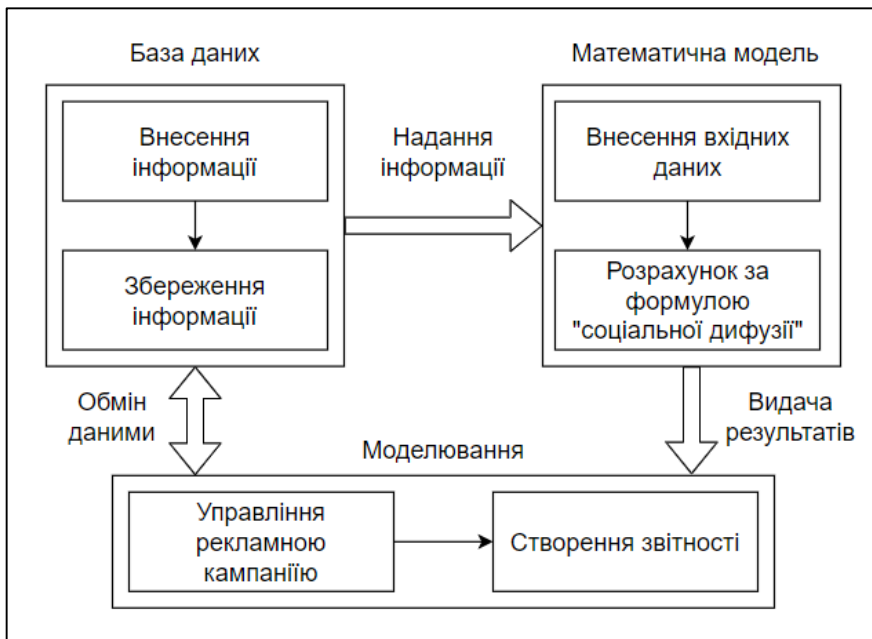 База даних
Математична модель
Внесення
інформації
Надання
інформації
Внесення вхідних
даних
Збереження
інформації
Розрахунок за
формулою
"соціальної дифузії"
Обмін
даними
Видача
результатів
Моделювання
Управління
рекламною
кампаніїю
Створення звітності